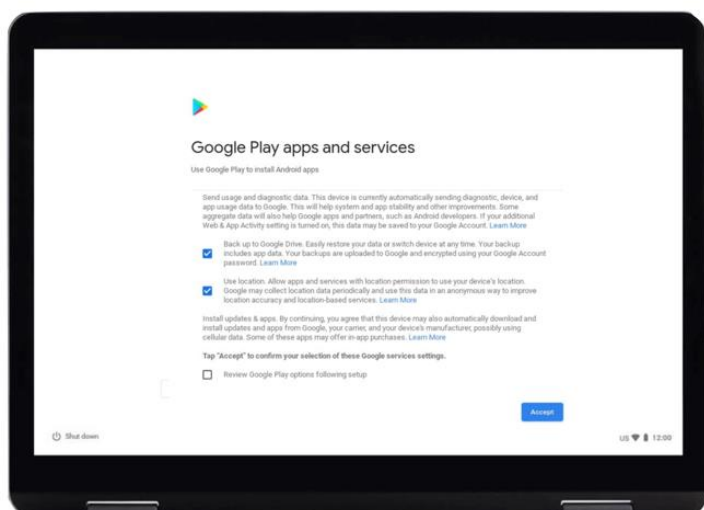 Google Play apps and services
Use Google Play to install Android apps
Send usage and diagnostic data. This device is currently automatically sending diagnostic, device, and
app usage data to Google. This will help system and app stability and other improvements. Some
aggregate data will also help Google apps and partners, such as Android developers. If your additional
Web & App Activity setting is turned on, this data may be saved to your Google Account. Learn More
Back up to Google Drive. Easily restore your data or switch device at any time. Your backup
includes app data. Your backups are uploaded to Google and encrypted using your Google Account
password. Learn More
Use location. Allow apps and services with location permission to use your device's location.
Google may collect location data periodically and use this data in an anonymous way to improve
location accuracy and location-based services. Learn More
Install updates & apps. By continuing, you agree that this device may also automatically download and
install updates and apps from Google, your carrier, and your device's manufacturer, possibly using
cellular data. Some of these apps may offer in-app purchases. Learn More
Tap "Accept" to confirm your selection of these Google services settings.
Review Google Play options following setup
Accept
Shut down
US 12:00